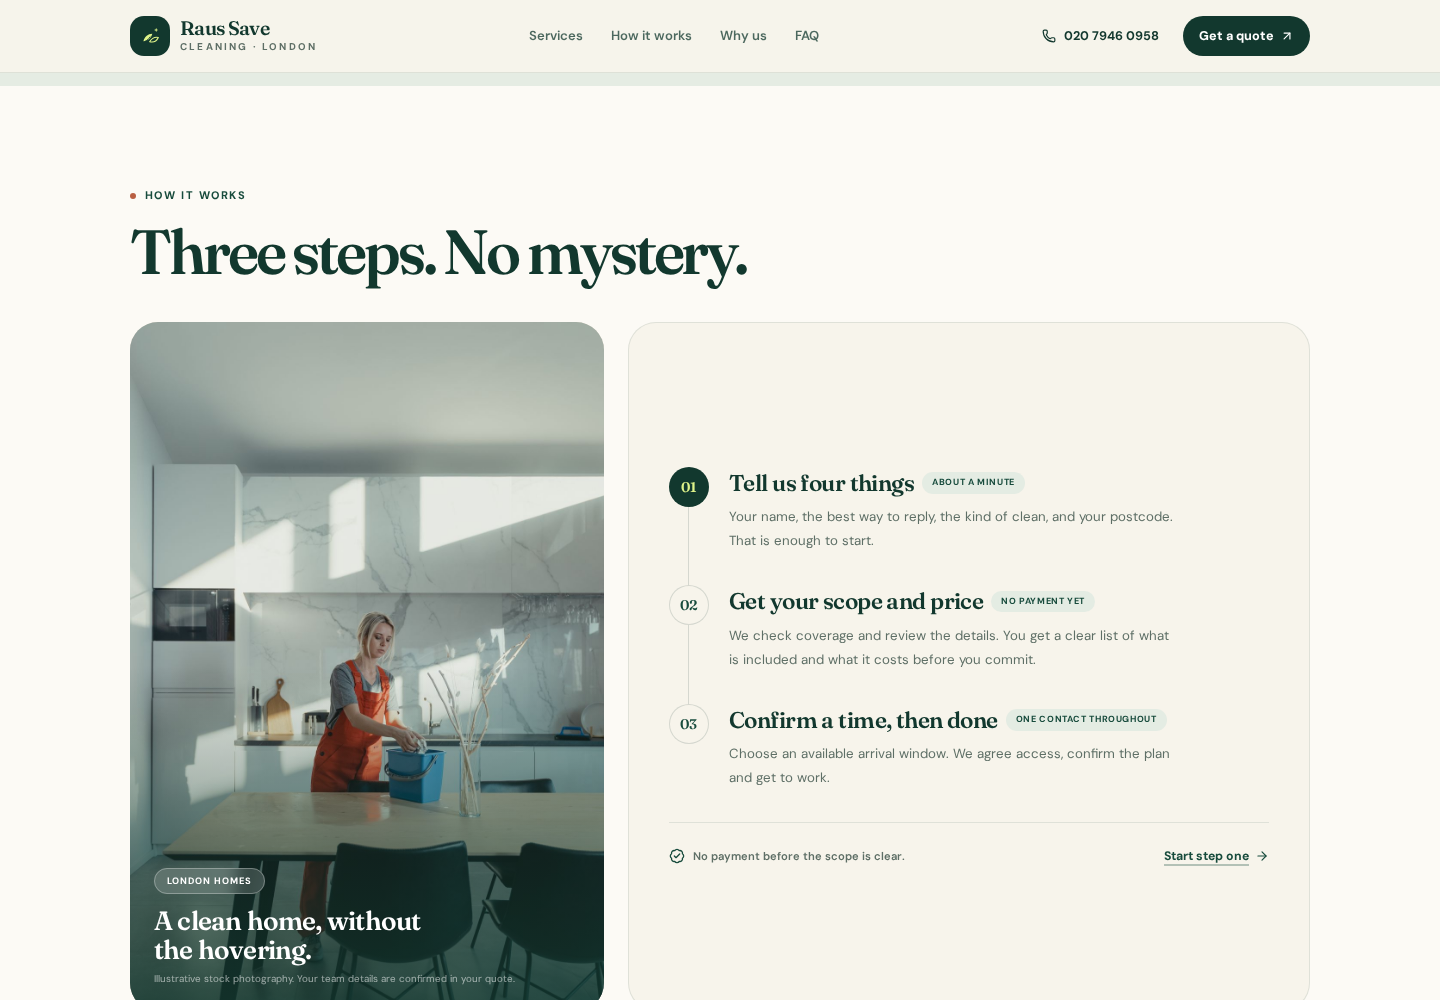 Raus Save
CLEANING · LONDON
Services
How it works
Why us
FAQ
020 7946 0958
Get a quote
HOW IT WORKS
Three steps. No mystery.
LONDON HOMES
A clean home, without
the hovering.
Illustrative stock photography. Your team details are confirmed in your quote.
01
Tell us four things
ABOUT A MINUTE
Your name, the best way to reply, the kind of clean, and your postcode.
That is enough to start.
02
Get your scope and price
NO PAYMENT YET
We check coverage and review the details. You get a clear list of what
is included and what it costs before you commit.
03
Confirm a time, then done
ONE CONTACT THROUGHOUT
Choose an available arrival window. We agree access, confirm the plan
and get to work.
No payment before the scope is clear.
Start step one